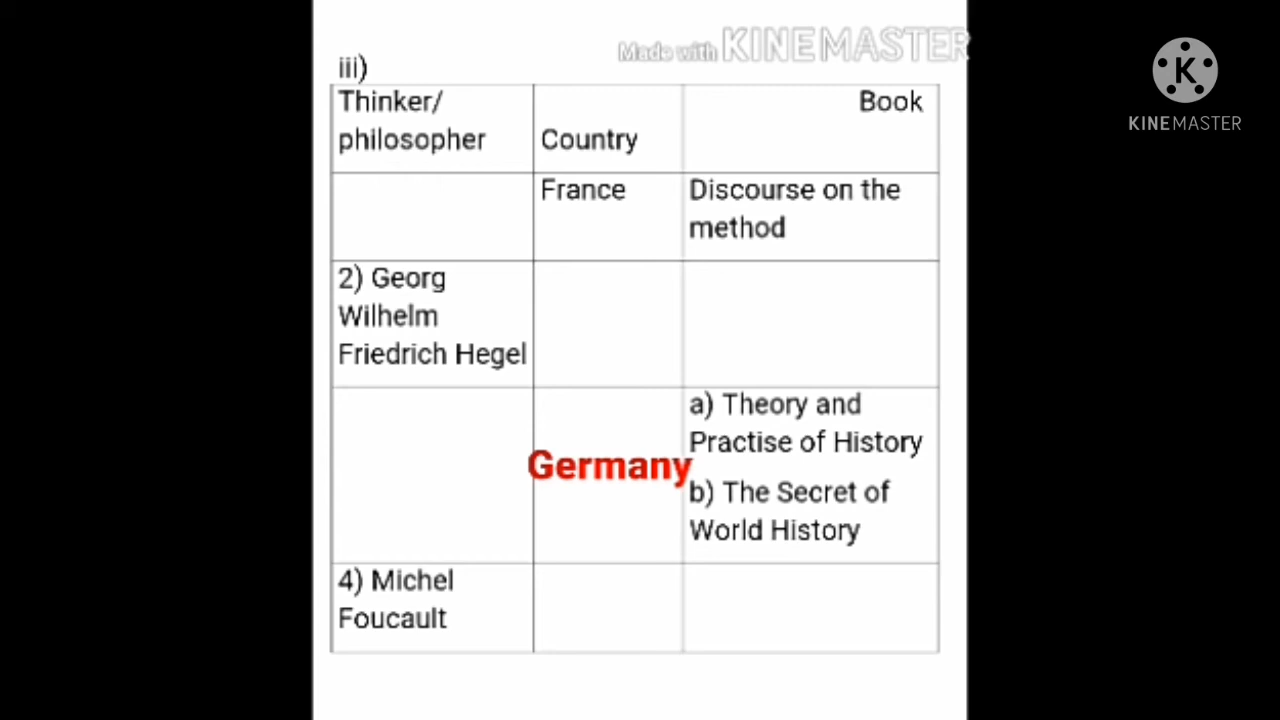 Made with KINEMASTER
KINEMASTER
iii)
Thinker/
philosopher
Country
Book
France
Discourse on the
method
2) Georg
Wilhelm
Friedrich Hegel
Germany
a) Theory and
Practise of History
b) The Secret of
World History
4) Michel
Foucault